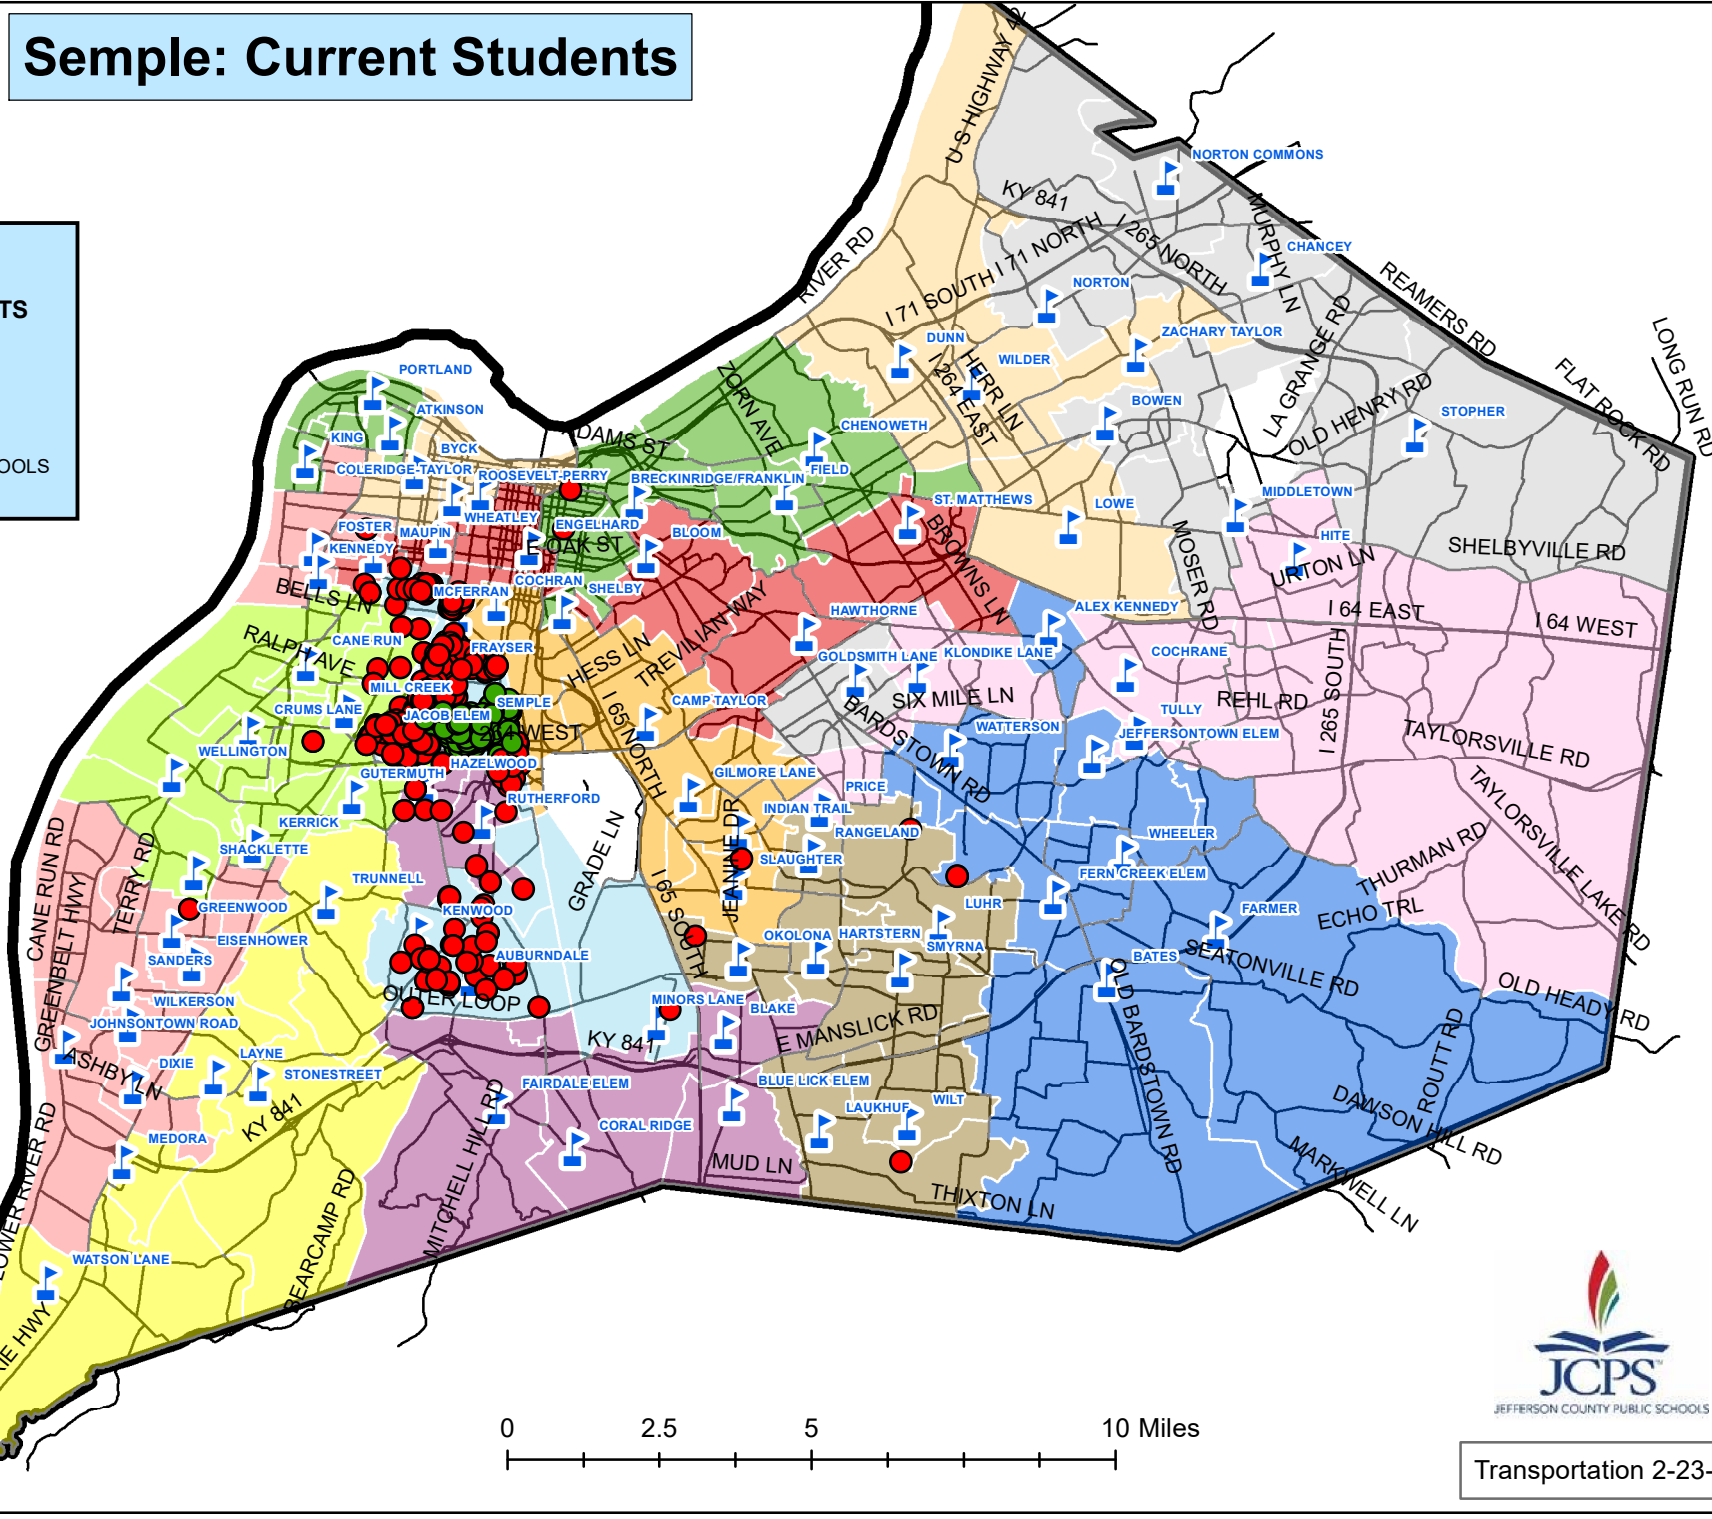 Semple: Current Students
TS
OOLS
U S HIGHWAY 42
NORTON COMMONS
KY 841
MURPHY LN
CHANCEY
I 265 NORTH
I 71 NORTH
RIVER RD
I 71 SOUTH
NORTON
REAMERS RD
LA GRANGE RD
LONG RUN RD
FLAT ROCK RD
ZACHARY TAYLOR
DUNN
WILDER
HERR LN
I 264 EAST
ZORN AVE
PORTLAND
BOWEN
OLD HENRY RD
STOPHER
ATKINSON
CHENOWETH
KING
DAMS ST
BYCK
COLERIDGE-TAYLOR
ROOSEVELT-PERRY
BRECKINRIDGE/FRANKLIN
FIELD
ST. MATTHEWS
LOWE
MIDDLETOWN
FOSTER
MAUPIN
WHEATLEY
ENGELHARD
BLOOM
BROWNS LN
MOSER RD
HITE
KENNEDY
E OAK ST
URTON LN
SHELBYVILLE RD
BELLS LN
MCFERRAN
COCHRAN
SHELBY
HAWTHORNE
ALEX KENNEDY
I 64 EAST
I 64 WEST
RALPH AVE
CANE RUN
FRAYSER
HESS LN
TREVILIAN WAY
GOLDSMITH LANE
KLONDIKE LANE
COCHRANE
MILL CREEK
SEMPLE
CAMP TAYLOR
SIX MILE LN
REHL RD
I 265 SOUTH
CRUMS LANE
JACOB ELEM
264 WEST
I 65 NORTH
BARDSTOWN RD
WATTERSON
TULLY
JEFFERSONTOWN ELEM
TAYLORSVILLE RD
WELLINGTON
GUTERMUTH
HAZELWOOD
GILMORE LANE
PRICE
RUTHERFORD
INDIAN TRAIL
RANGELAND
TAYLORSVILLE LAKE RD
KERRICK
SHACKLETTE
CANE RUN RD
TERRY RD
GRADE LN
JEANNE DR
SLAUGHTER
WHEELER
THURMAN RD
FERN CREEK ELEM
TRUNNELL
GREENBELT HWY
GREENWOOD
KENWOOD
I 65 SOUTH
LUHR
FARMER
ECHO TRL
EISENHOWER
SANDERS
AUBURNDALE
OKOLONA
HARTSTERN
SMYRNA
BATES
SEATONVILLE RD
OLD HEADY RD
WILKERSON
OUTER LOOP
MINORS LANE
BLAKE
E MANSLICK RD
OLD BARDSTOWN RD
ROUTT RD
JOHNSONTOWN ROAD
KY 841
ASHBY LN
DIXIE
LAYNE
STONESTREET
KY 841
FAIRDALE ELEM
BLUE LICK ELEM
WILT
LAUKHUF
DAWSON HILL RD
MEDORA
CORAL RIDGE
MITCHELL HILL RD
MUD LN
MARKWELL LN
LOWER RIVER RD
BEARCAMP RD
THIXTON LN
WATSON LANE
IE HWY
JCPS
JEFFERSON COUNTY PUBLIC SCHOOLS
0 2.5 5 10 Miles
Transportation 2-23-